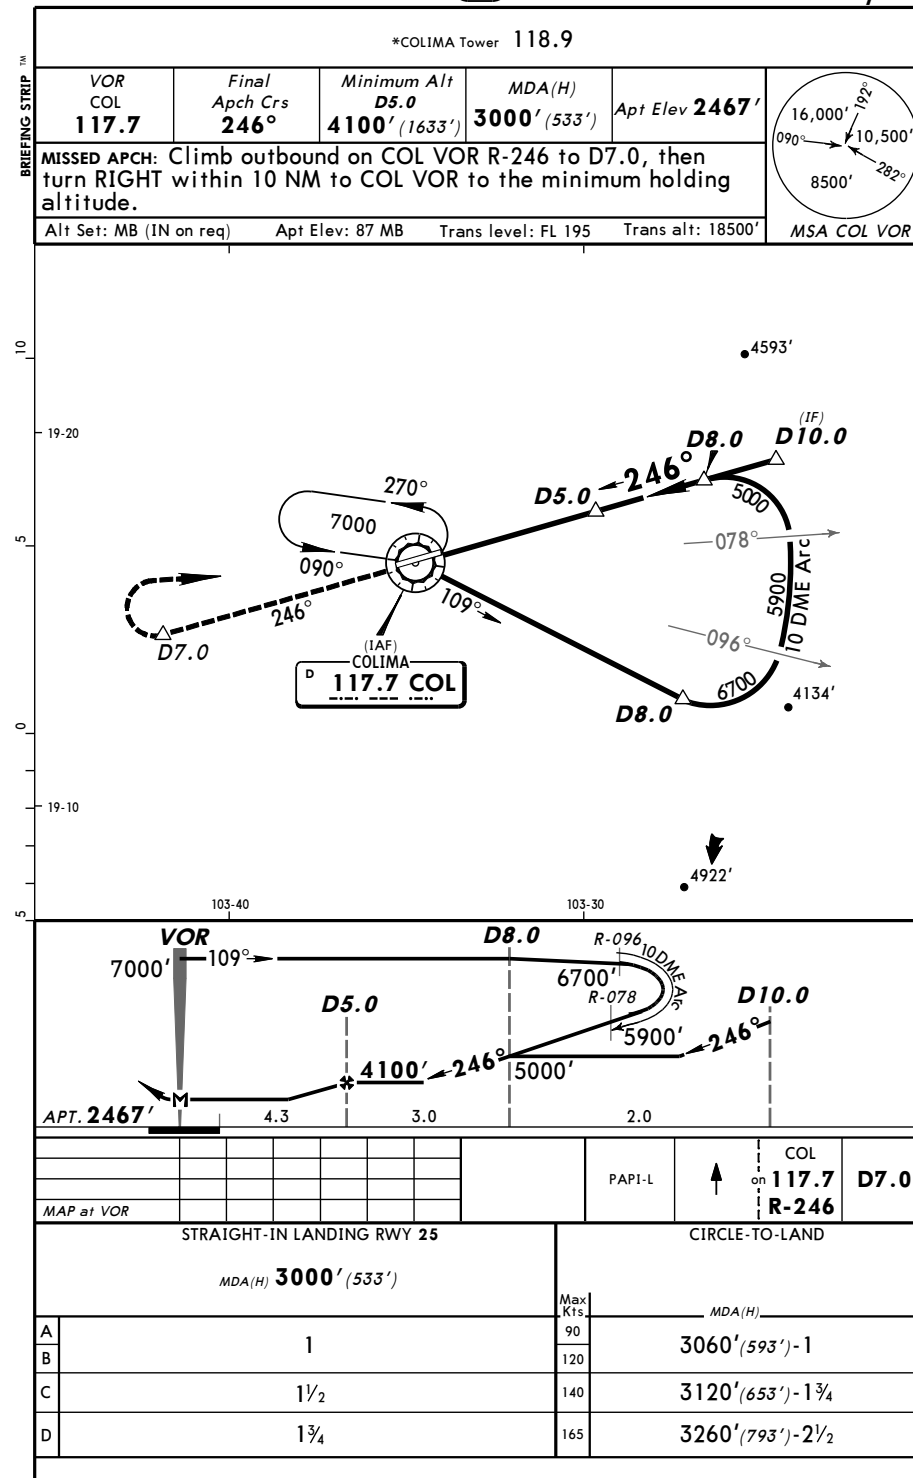 *COLIMA Tower 118.9
BRIEFING STRIP TM
VOR
COL
117.7
Final
Apch Crs
246°
Minimum Alt
D5.0
4100' (1633')
MDA(H)
3000' (533')
Apt Elev 2467'
MISSED APCH: Climb outbound on COL VOR R-246 to D7.0, then
turn RIGHT within 10 NM to COL VOR to the minimum holding
altitude.
Alt Set: MB (IN on req) Apt Elev: 87 MB Trans level: FL 195 Trans alt: 18500'
16,000'
192°
090°
10,500'
282°
8500'
MSA COL VOR
10
4593'
19-20
(IF)
D10.0
D8.0
246°
D5.0
5000
270°
7000
090°
5
078°
10 DME Arc
5900
246°
109°
D7.0
096°
(IAF)
COLIMA
D 117.7 COL
6700
4134'
D8.0
0
19-10
4922'
5
103-40
103-30
VOR
7000'
109°
D8.0
R-096
10 DME Arc
6700'
R-078
D10.0
D5.0
5900'
246°
246°
4100'
5000'
M
APT. 2467'
4.3
3.0
2.0
MAP at VOR
PAPI-L
on
COL
117.7
R-246
D7.0
STRAIGHT-IN LANDING RWY 25
CIRCLE-TO-LAND
MDA(H) 3000' (533')
Max
Kts
MDA(H)
A
B
1
90
120
3060' (593') - 1
C
1½
140
3120' (653') - 1¾
D
1¾
165
3260' (793') - 2½